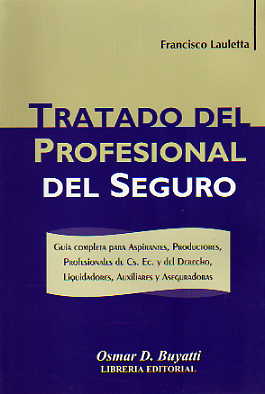 Francisco Lauletta
TRATADO DEL
PROFESIONAL
DEL SEGURO
Guía completa para Aspirantes, Productores,
Profesionales de Cs. Ec. y del Derecho,
Liquidadores, Auxiliares y Aseguradoras
Osmar D. Buyatti
LIBRERIA EDITORIAL